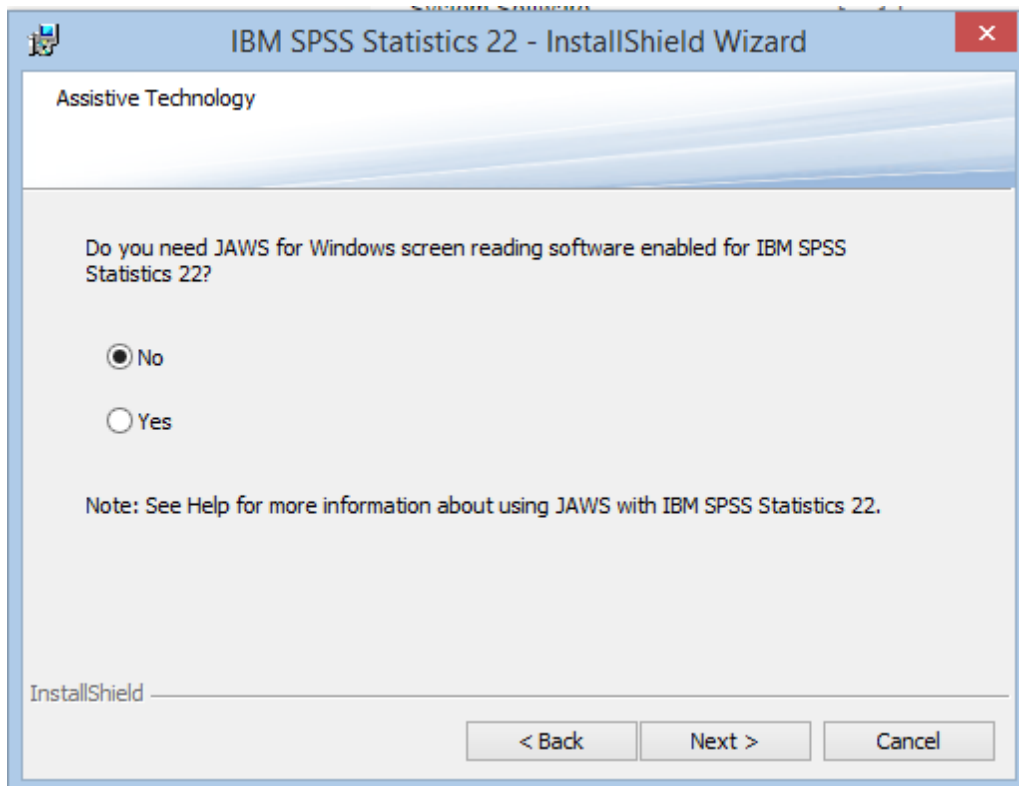 IBM SPSS Statistics 22 - InstallShield Wizard
Assistive Technology
Do you need JAWS for Windows screen reading software enabled for IBM SPSS
Statistics 22?
No
Yes
Note: See Help for more information about using JAWS with IBM SPSS Statistics 22.
InstallShield
< Back Next > Cancel